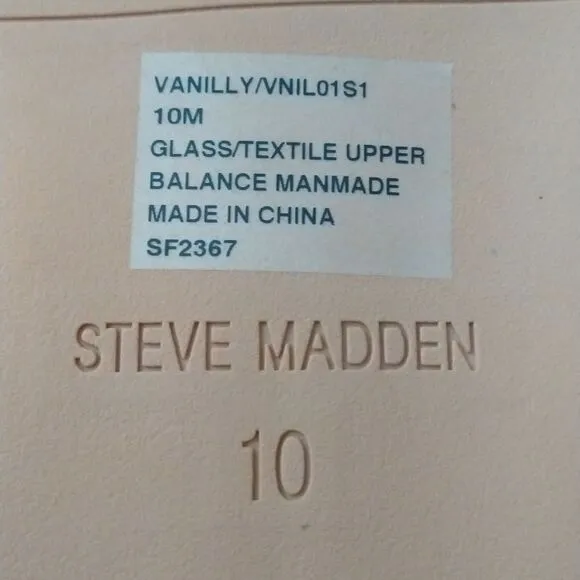 VANILLY/VNIL01S1
10M
GLASS/TEXTILE UPPER
BALANCE MANMADE
MADE IN CHINA
SF2367
STEVE MADDEN
10